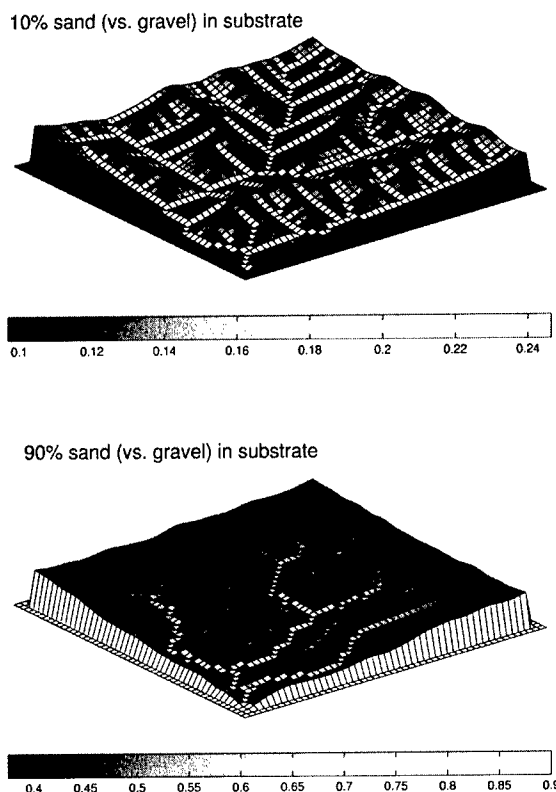 10% sand (vs. gravel) in substrate
0.1 0.12 0.14 0.16 0.18 0.2 0.22 0.24
90% sand (vs. gravel) in substrate
0.4 0.45 0.5 0.55 0.6 0.65 0.7 0.75 0.8 0.85 0.9